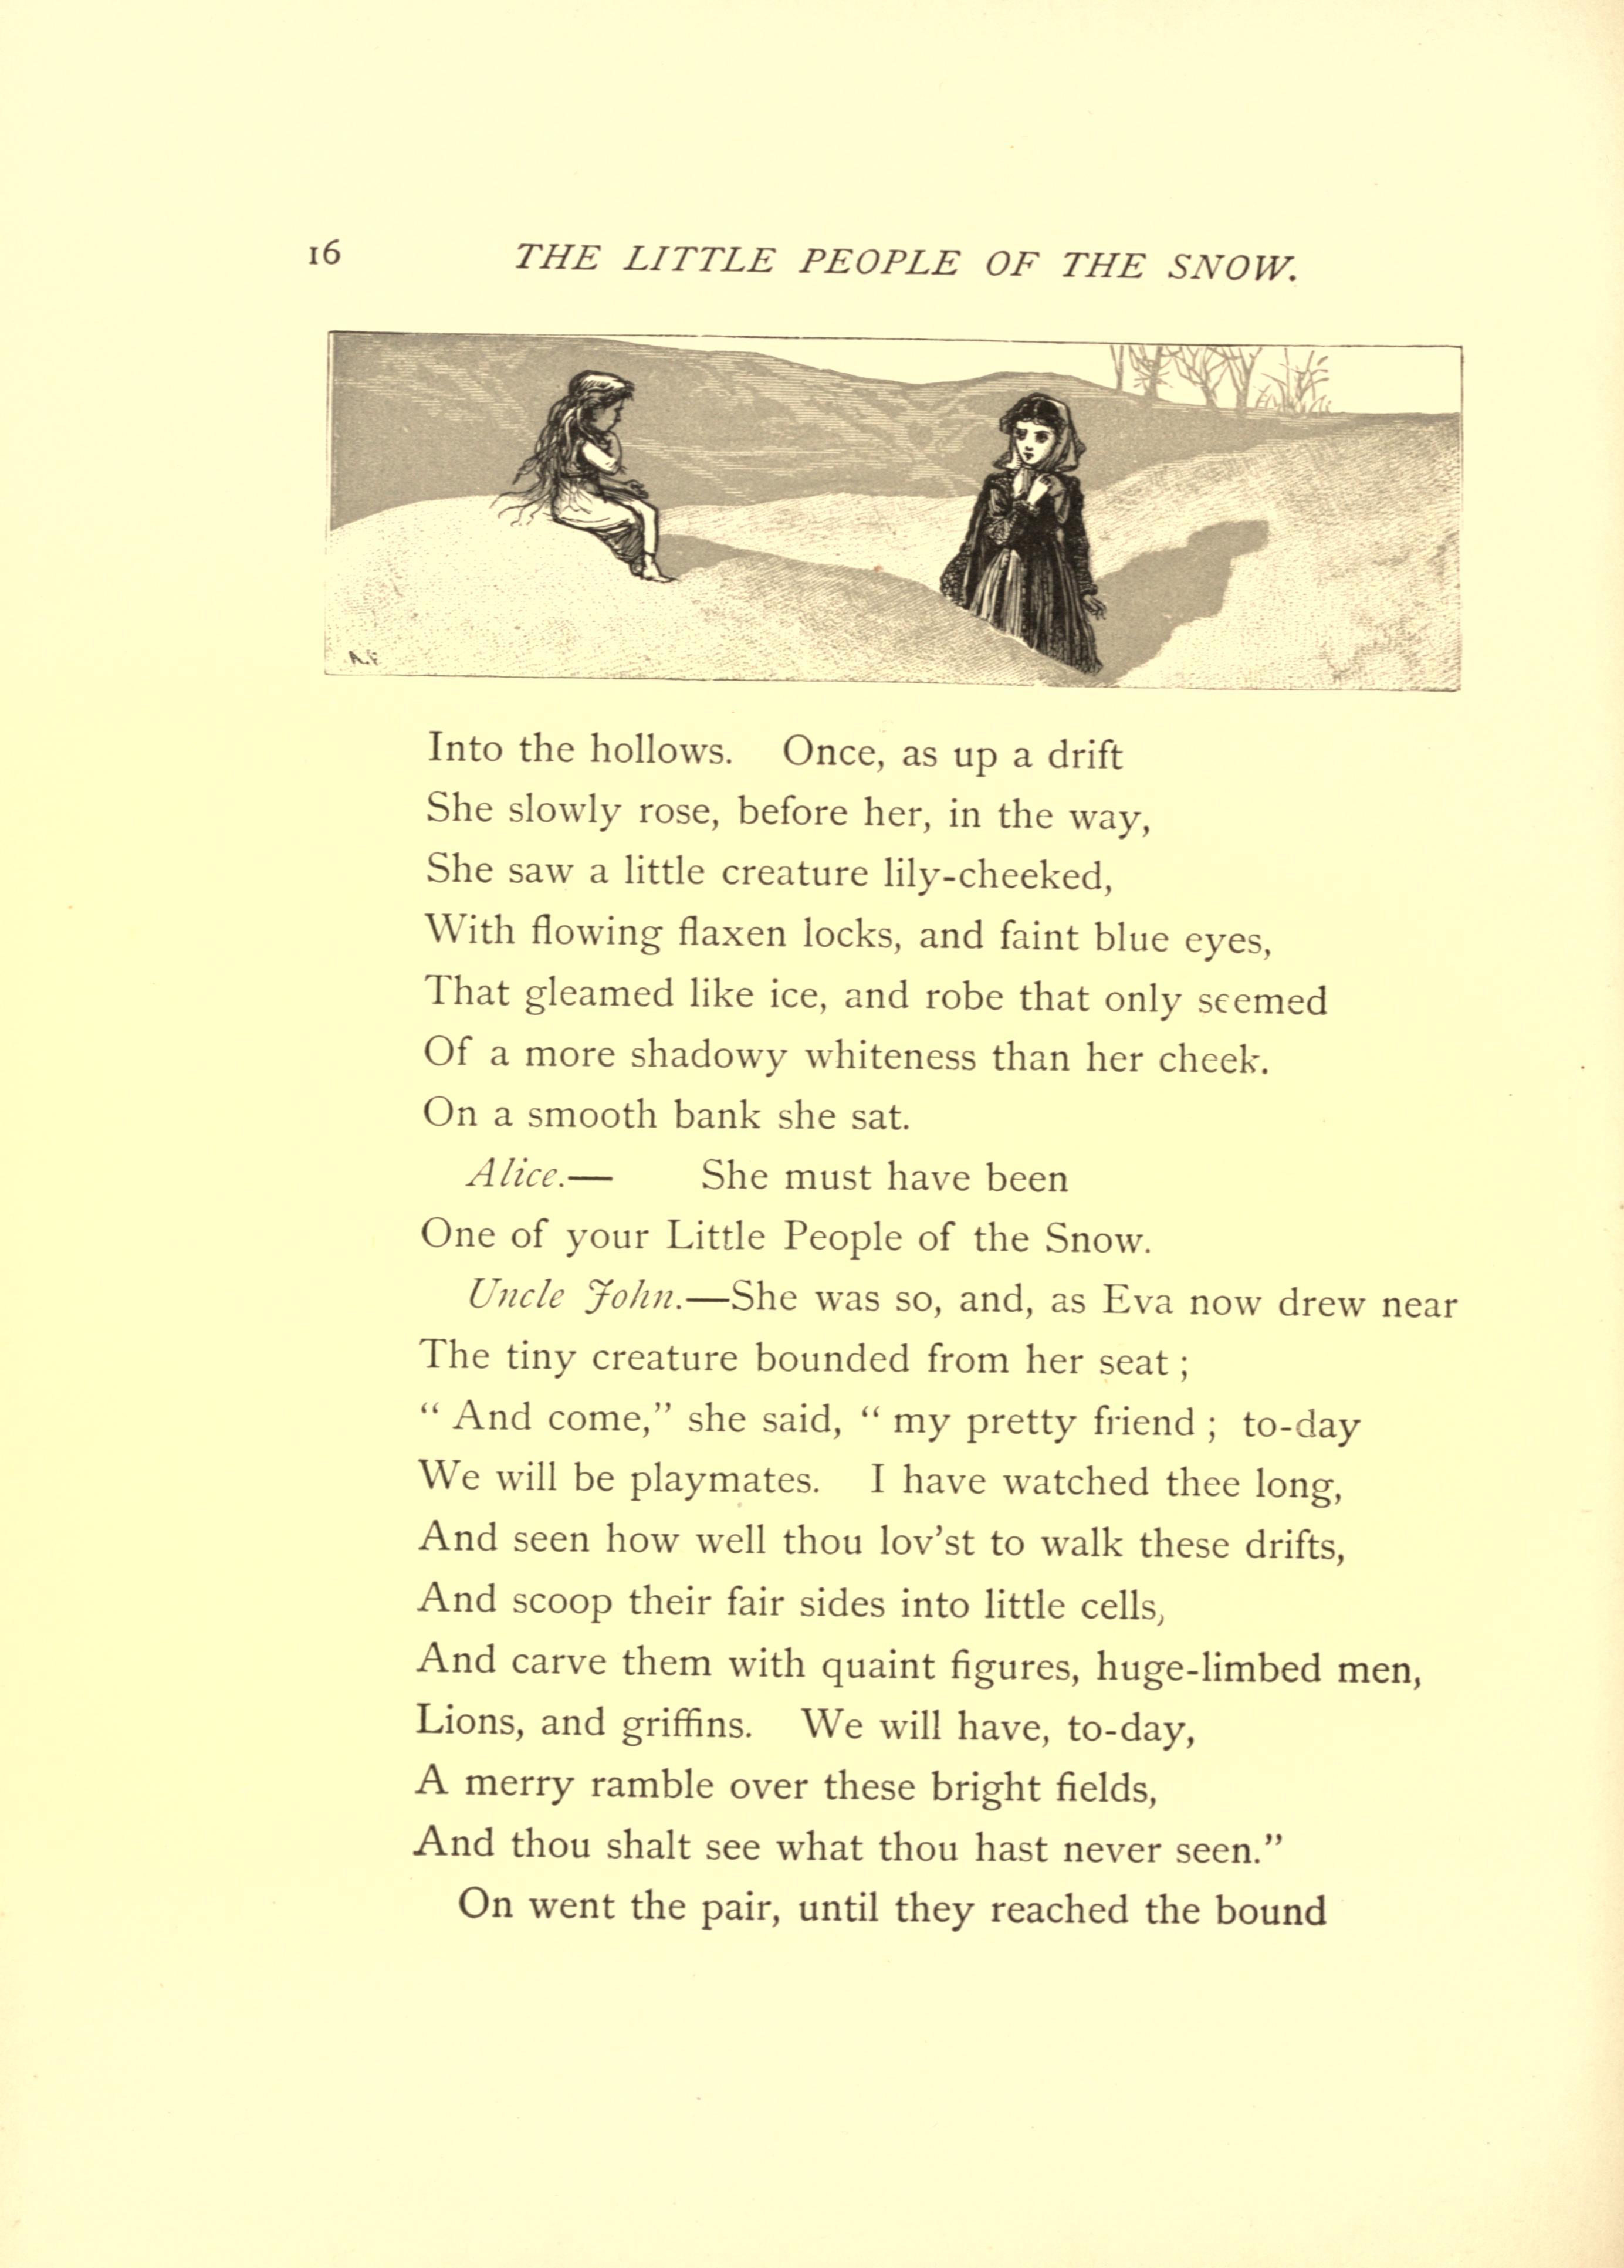 16 THE LITTLE PEOPLE OF THE SNOW.
A.F
Into the hollows. Once, as up a drift
She slowly rose, before her, in the way,
She saw a little creature lily-cheeked,
With flowing flaxen locks, and faint blue eyes,
That gleamed like ice, and robe that only seemed
Of a more shadowy whiteness than her cheek.
On a smooth bank she sat.
Alice.— She must have been
One of your Little People of the Snow.
Uncle John.—She was so, and, as Eva now drew near
The tiny creature bounded from her seat ;
“ And come,” she said, “ my pretty friend ; to-day
We will be playmates. I have watched thee long,
And seen how well thou lov’st to walk these drifts,
And scoop their fair sides into little cells,
And carve them with quaint figures, huge-limbed men,
Lions, and griffins. We will have, to-day,
A merry ramble over these bright fields,
And thou shalt see what thou hast never seen.”
On went the pair, until they reached the bound